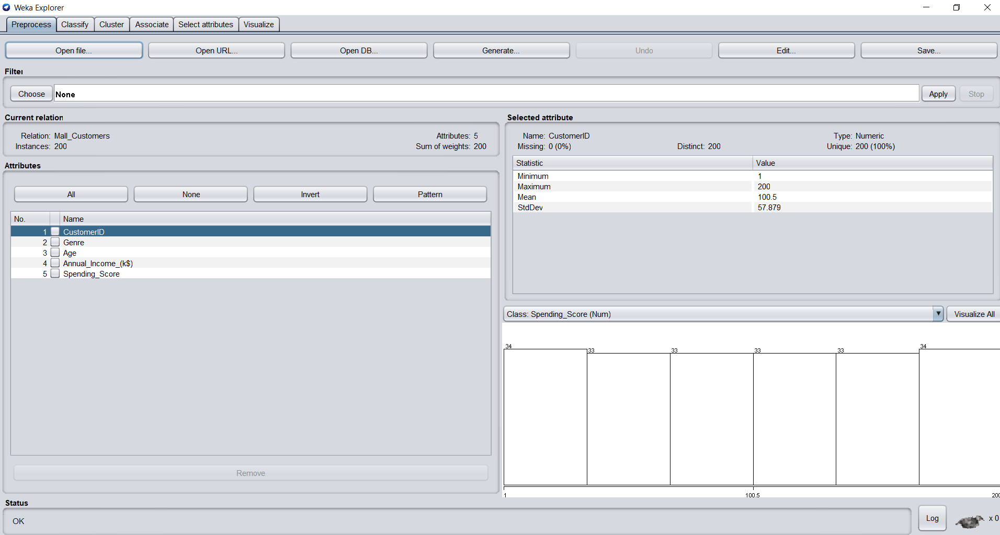 Weka Explorer
Preprocess Classify Cluster Associate Select attributes Visualize
Open file... Open URL... Open DB... Generate... Undo Edit... Save...
Filter
Choose None Apply Stop
Current relation
Relation: Mall_Customers Attributes: 5
Instances: 200 Sum of weights: 200
Attributes
All None Invert Pattern
No. Name
1 CustomerID
2 Genre
3 Age
4 Annual_Income_(k$)
5 Spending_Score
Remove
Selected attribute
Name: CustomerID Type: Numeric
Missing: 0 (0%) Distinct: 200 Unique: 200 (100%)
Statistic Value
Minimum 1
Maximum 200
Mean 100.5
StdDev 57.879
Class: Spending_Score (Num) Visualize All
34 33 33 33 33 34
1 100.5 200
Status
OK
Log x 0